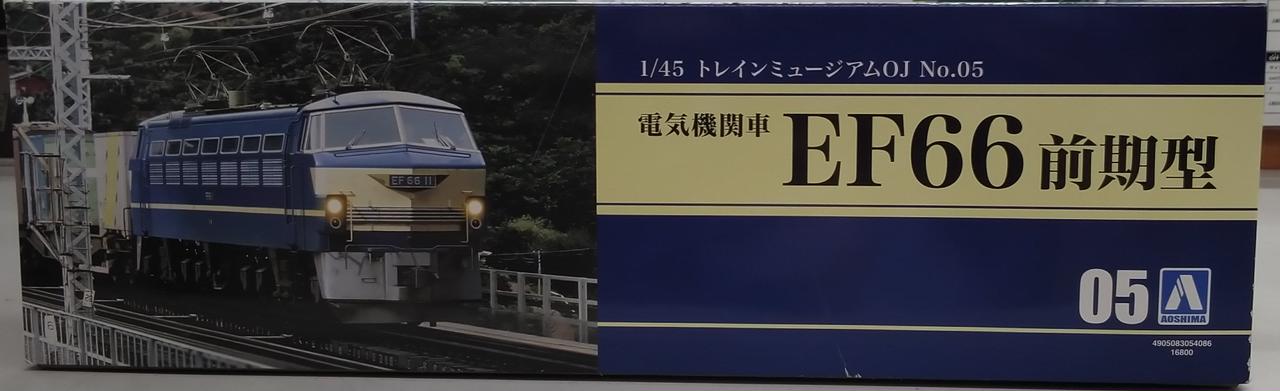 1/45 トレインミュージアムOJ No.05
電気機関車 EF66 前期型
EF 66 11
05
AOSHIMA
4905083054086
16800